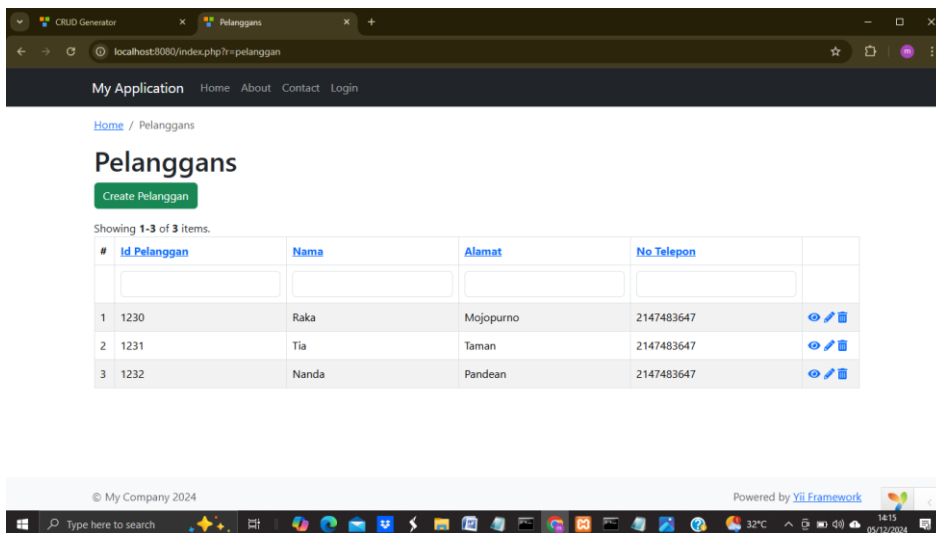 CRUD Generator
Pelanggans
localhost:8080/index.php?r=pelanggan
m
My Application Home About Contact Login
Home / Pelanggans
Pelanggans
Create Pelanggan
Showing 1-3 of 3 items.
# Id Pelanggan Nama Alamat No Telepon
1 1230 Raka Mojopurno 2147483647
2 1231 Tia Taman 2147483647
3 1232 Nanda Pandean 2147483647
© My Company 2024 Powered by Yii Framework
Type here to search 32°C 14:15
05/12/2024